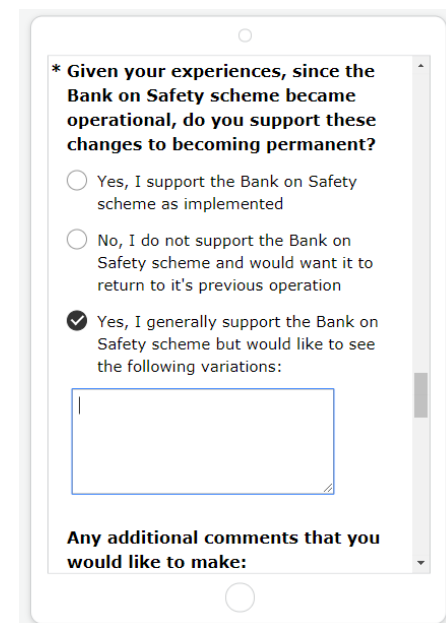 * Given your experiences, since the
Bank on Safety scheme became
operational, do you support these
changes to becoming permanent?
Yes, I support the Bank on Safety
scheme as implemented
No, I do not support the Bank on
Safety scheme and would want it to
return to it's previous operation
Yes, I generally support the Bank on
Safety scheme but would like to see
the following variations:
Any additional comments that you
would like to make: